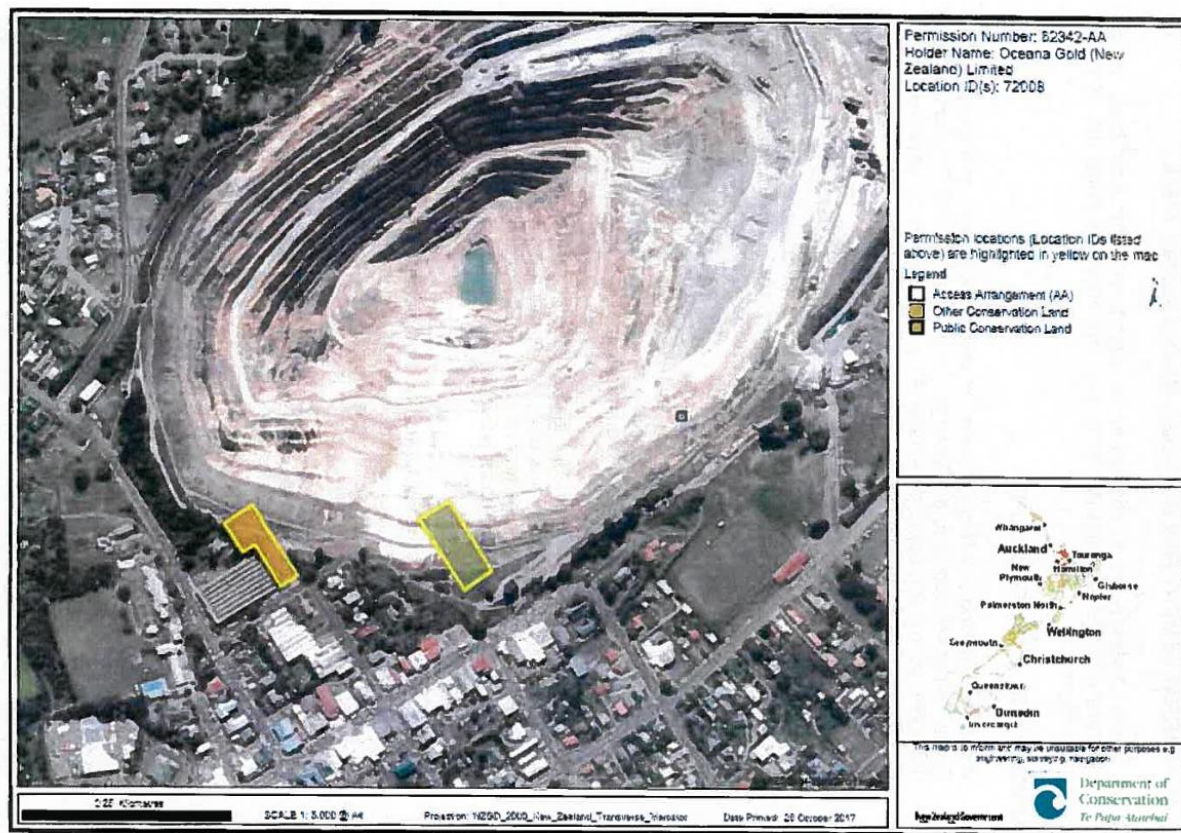 Permission Number: 62342-AA
Holder Name: Oceana Gold (New
Zealand) Limited
Location ID(s): 72008
Permission locations (Location IDs listed
above) are highlighted in yellow on the map
Legend
Access Arrangement (AA)
Other Conservation Land
Public Conservation Land
Whangarei
Auckland
Tauranga
Hamilton
New
Plymouth
Gisborne
Napier
Palmerston North
Wellington
Greymouth
Christchurch
Queenstown
Dunedin
Invercargill
This map is to inform and may be unsuitable for other purposes e.g
engineering, surveying, navigation
Department of
Conservation
Te Papa Atawhai
New Zealand Government
0.25 Kilometres
SCALE 1: 5,000 @ A4
Projection: NZGD_2000_New_Zealand_Transverse_Mercator
Date Printed: 26 October 2017